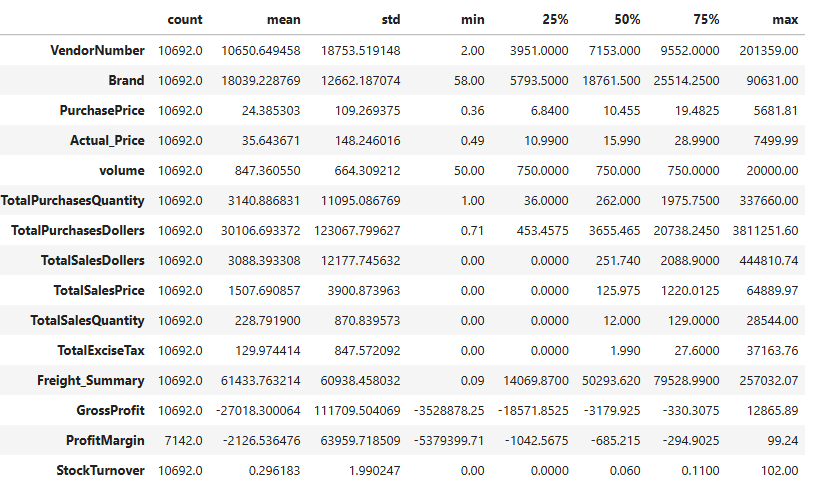 count mean std min 25% 50% 75% max
VendorNumber 10692.0 10650.649458 18753.519148 2.00 3951.0000 7153.000 9552.0000 201359.00
Brand 10692.0 18039.228769 12662.187074 58.00 5793.5000 18761.500 25514.2500 90631.00
PurchasePrice 10692.0 24.385303 109.269375 0.36 6.8400 10.455 19.4825 5681.81
Actual_Price 10692.0 35.643671 148.246016 0.49 10.9900 15.990 28.9900 7499.99
volume 10692.0 847.360550 664.309212 50.00 750.0000 750.000 750.0000 20000.00
TotalPurchasesQuantity 10692.0 3140.886831 11095.086769 1.00 36.0000 262.000 1975.7500 337660.00
TotalPurchasesDollers 10692.0 30106.693372 123067.799627 0.71 453.4575 3655.465 20738.2450 3811251.60
TotalSalesDollers 10692.0 3088.393308 12177.745632 0.00 0.0000 251.740 2088.9000 444810.74
TotalSalesPrice 10692.0 1507.690857 3900.873963 0.00 0.0000 125.975 1220.0125 64889.97
TotalSalesQuantity 10692.0 228.791900 870.839573 0.00 0.0000 12.000 129.0000 28544.00
TotalExciseTax 10692.0 129.974414 847.572092 0.00 0.0000 1.990 27.6000 37163.76
Freight_Summary 10692.0 61433.763214 60938.458032 0.09 14069.8700 50293.620 79528.9900 257032.07
GrossProfit 10692.0 -27018.300064 111709.504069 -3528878.25 -18571.8525 -3179.925 -330.3075 12865.89
ProfitMargin 7142.0 -2126.536476 63959.718509 -5379399.71 -1042.5675 -685.215 -294.9025 99.24
StockTurnover 10692.0 0.296183 1.990247 0.00 0.0000 0.060 0.1100 102.00